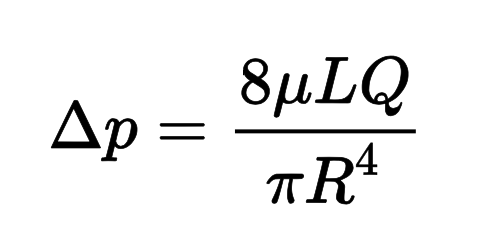 Δp = 8μLQ / πR⁴